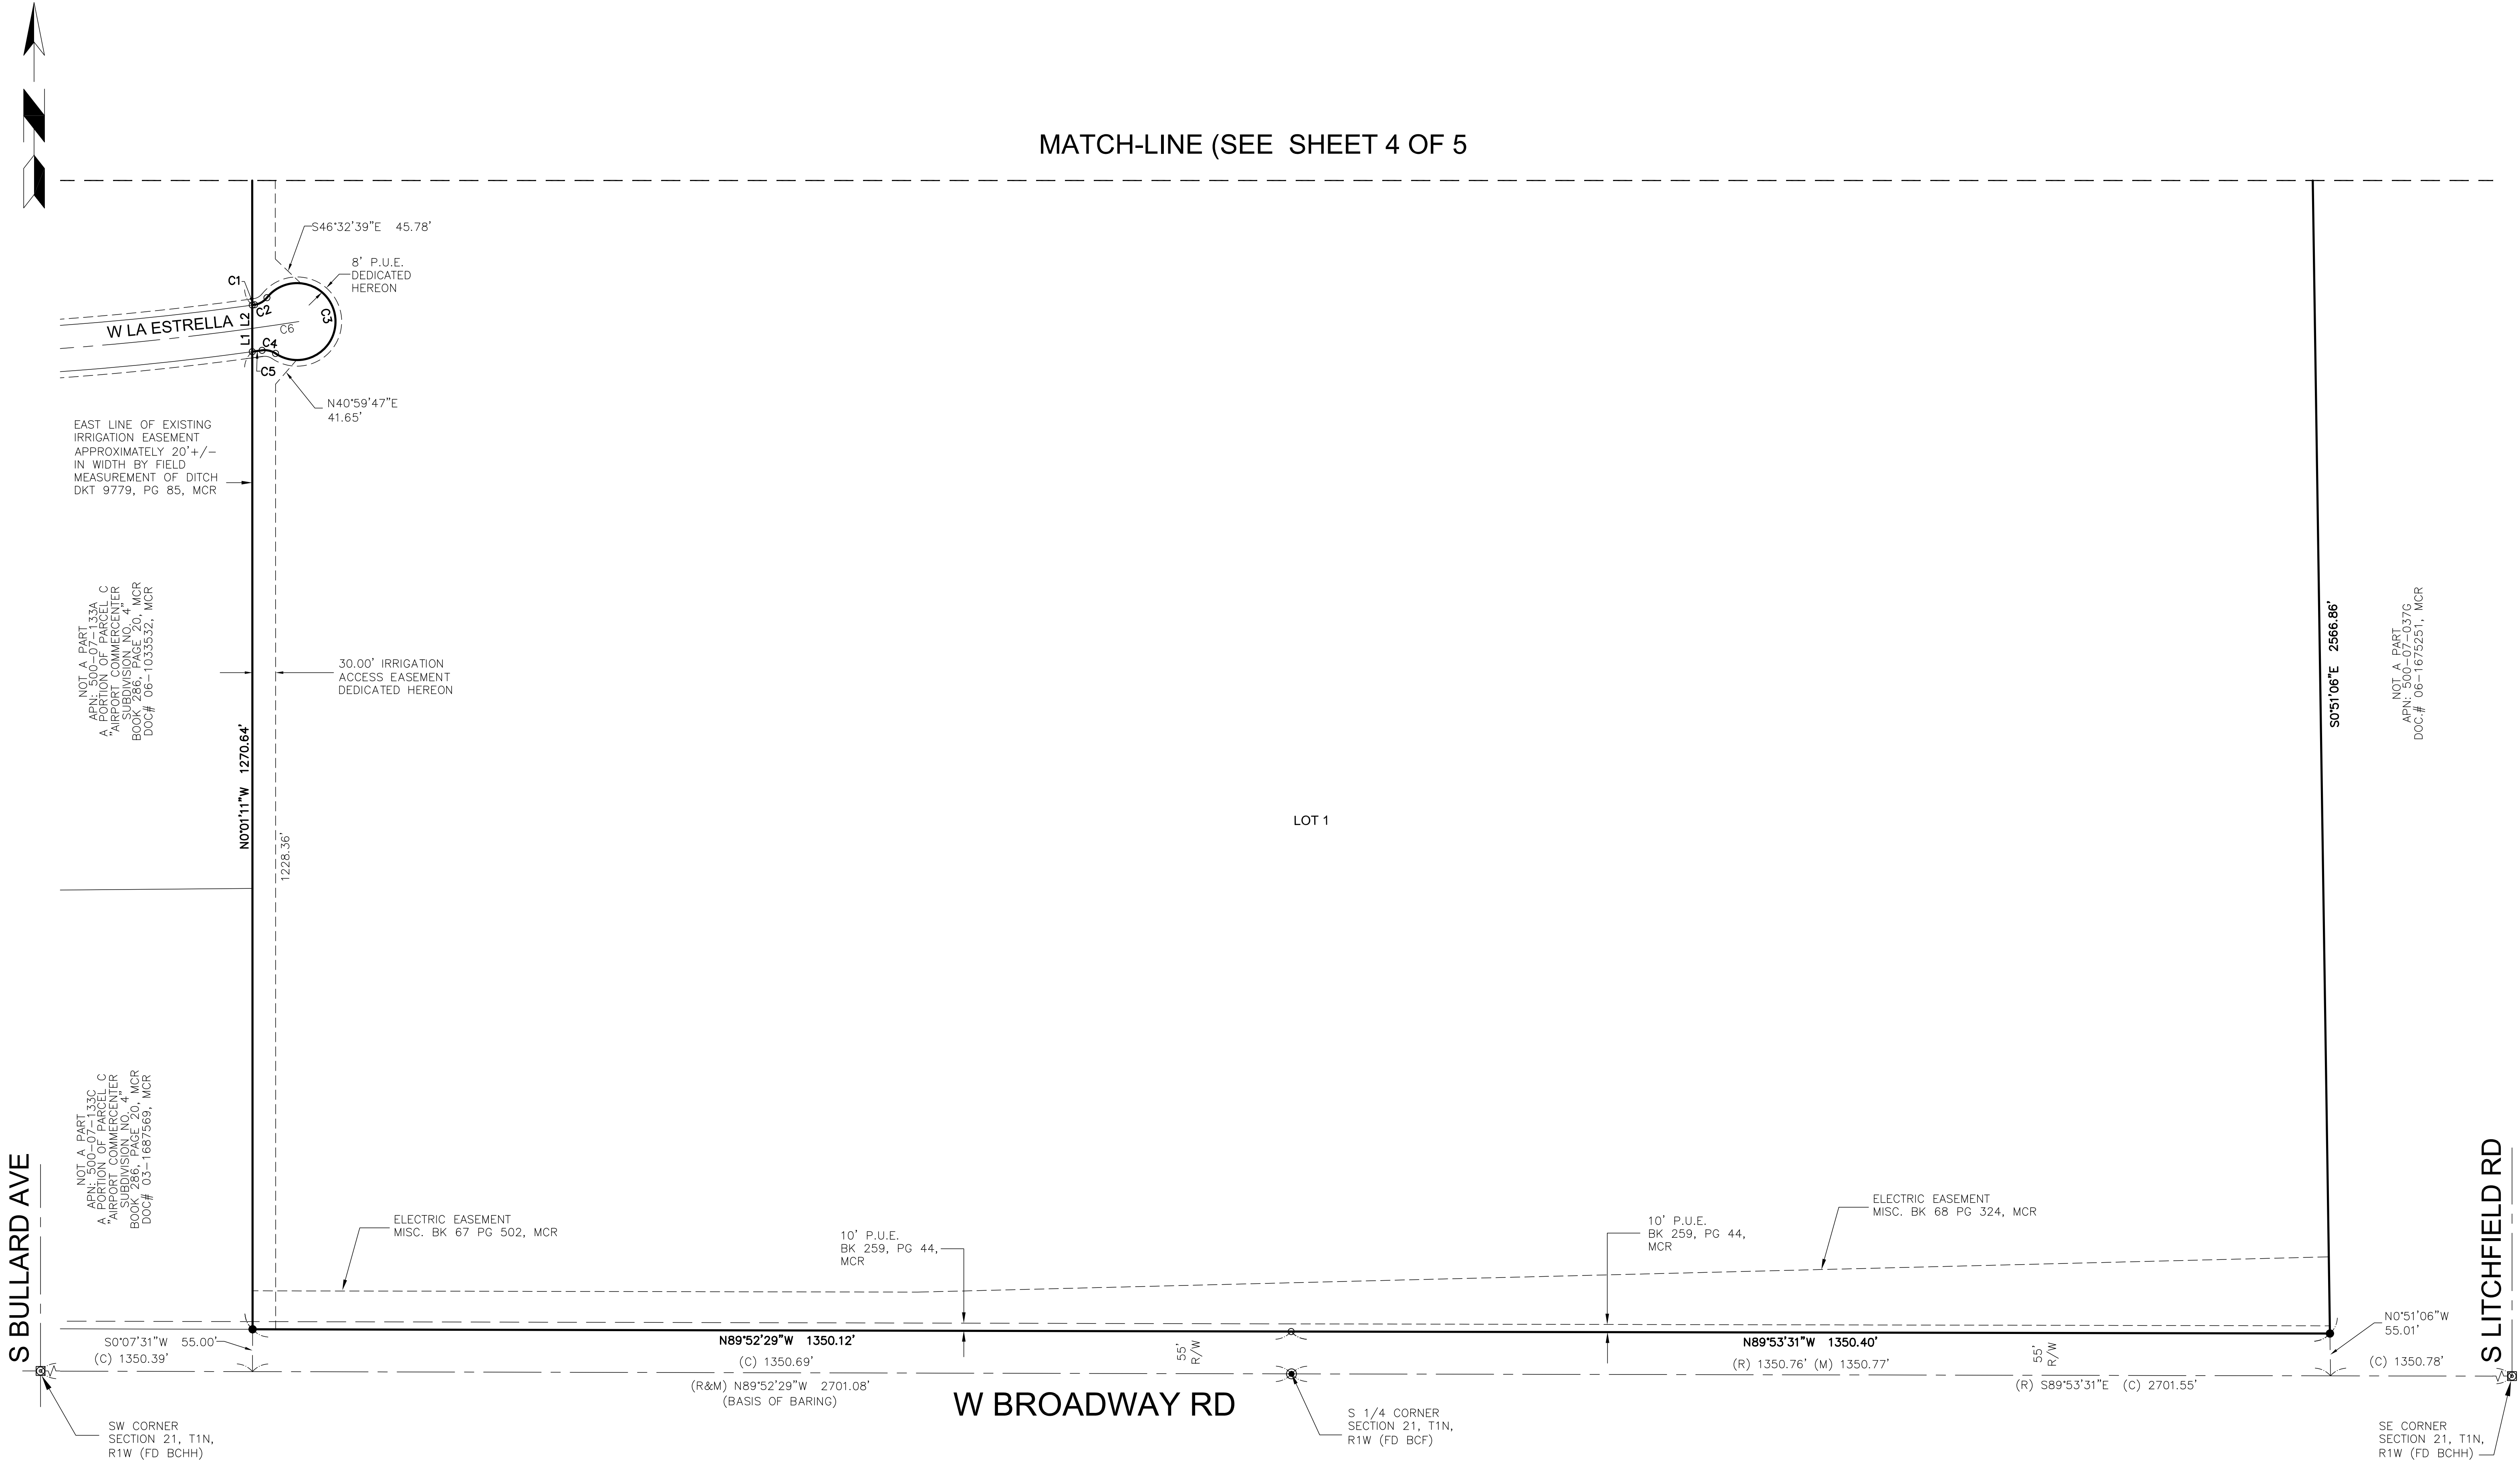 MATCH-LINE (SEE SHEET 4 OF 5
S46°32'39"E 45.78'
8' P.U.E.
DEDICATED
HEREON
C1
C2
C3
W LA ESTRELLA
L2
C6
L1
C4
C5
N40°59'47"E
41.65'
EAST LINE OF EXISTING
IRRIGATION EASEMENT
APPROXIMATELY 20'+/-
IN WIDTH BY FIELD
MEASUREMENT OF DITCH
DKT 9779, PG 85, MCR
NOT A PART
APN: 500-07-133A
A PORTION OF PARCEL C
"AIRPORT COMMERCENTER
SUBDIVISION NO. 4"
BOOK 286, PAGE 20, MCR
DOC# 06-1033532, MCR
30.00' IRRIGATION
ACCESS EASEMENT
DEDICATED HEREON
N0°01'11"W 1270.64'
1228.36'
LOT 1
S0°51'06"E 2566.86'
NOT A PART
APN: 500-07-037G
DOC.# 06-1675251, MCR
NOT A PART
APN: 500-07-133C
A PORTION OF PARCEL C
"AIRPORT COMMERCENTER
SUBDIVISION NO. 4"
BOOK 286, PAGE 20, MCR
DOC# 03-1687569, MCR
S BULLARD AVE
S LITCHFIELD RD
ELECTRIC EASEMENT
MISC. BK 67 PG 502, MCR
10' P.U.E.
BK 259, PG 44,
MCR
10' P.U.E.
BK 259, PG 44,
MCR
ELECTRIC EASEMENT
MISC. BK 68 PG 324, MCR
S0°07'31"W 55.00'
(C) 1350.39'
N89°52'29"W 1350.12'
(C) 1350.69'
(R&M) N89°52'29"W 2701.08'
(BASIS OF BARING)
55'
R/W
N89°53'31"W 1350.40'
(R) 1350.76' (M) 1350.77'
55'
R/W
(R) S89°53'31"E (C) 2701.55'
N0°51'06"W
55.01'
(C) 1350.78'
W BROADWAY RD
SW CORNER
SECTION 21, T1N,
R1W (FD BCHH)
S 1/4 CORNER
SECTION 21, T1N,
R1W (FD BCF)
SE CORNER
SECTION 21, T1N,
R1W (FD BCHH)